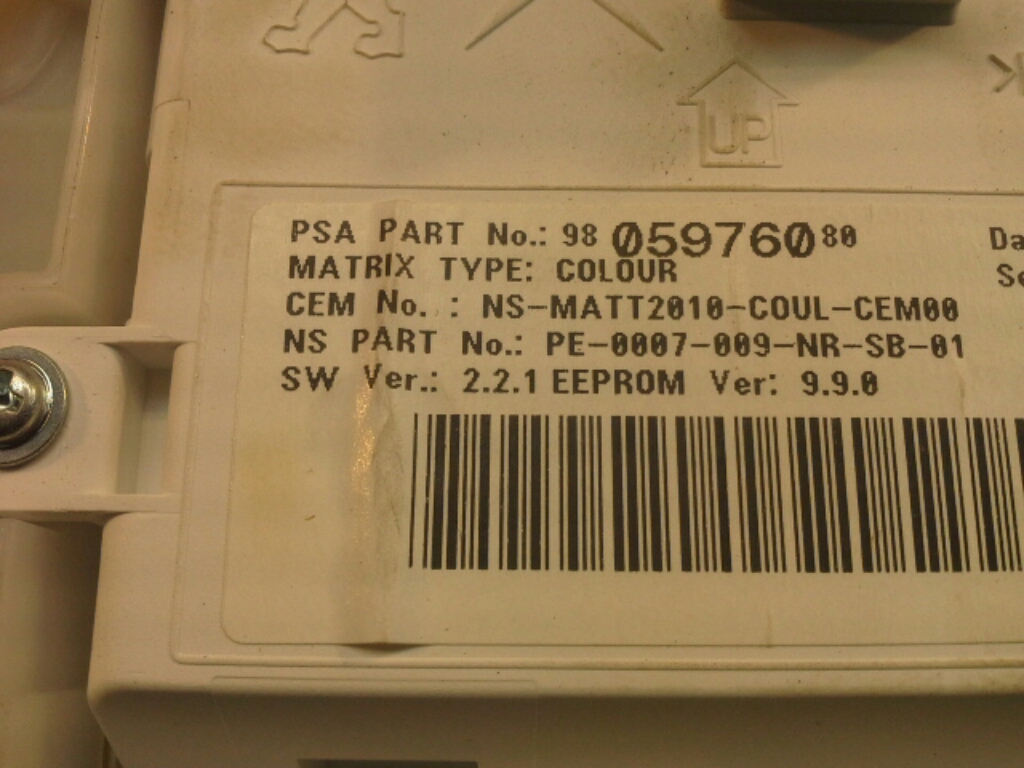 UP
PSA PART No.: 98 059760 80
MATRIX TYPE: COLOUR
CEM No. : NS-MATT2010-COUL-CEM00
NS PART No.: PE-0007-009-NR-SB-01
SW Ver.: 2.2.1 EEPROM Ver: 9.9.0